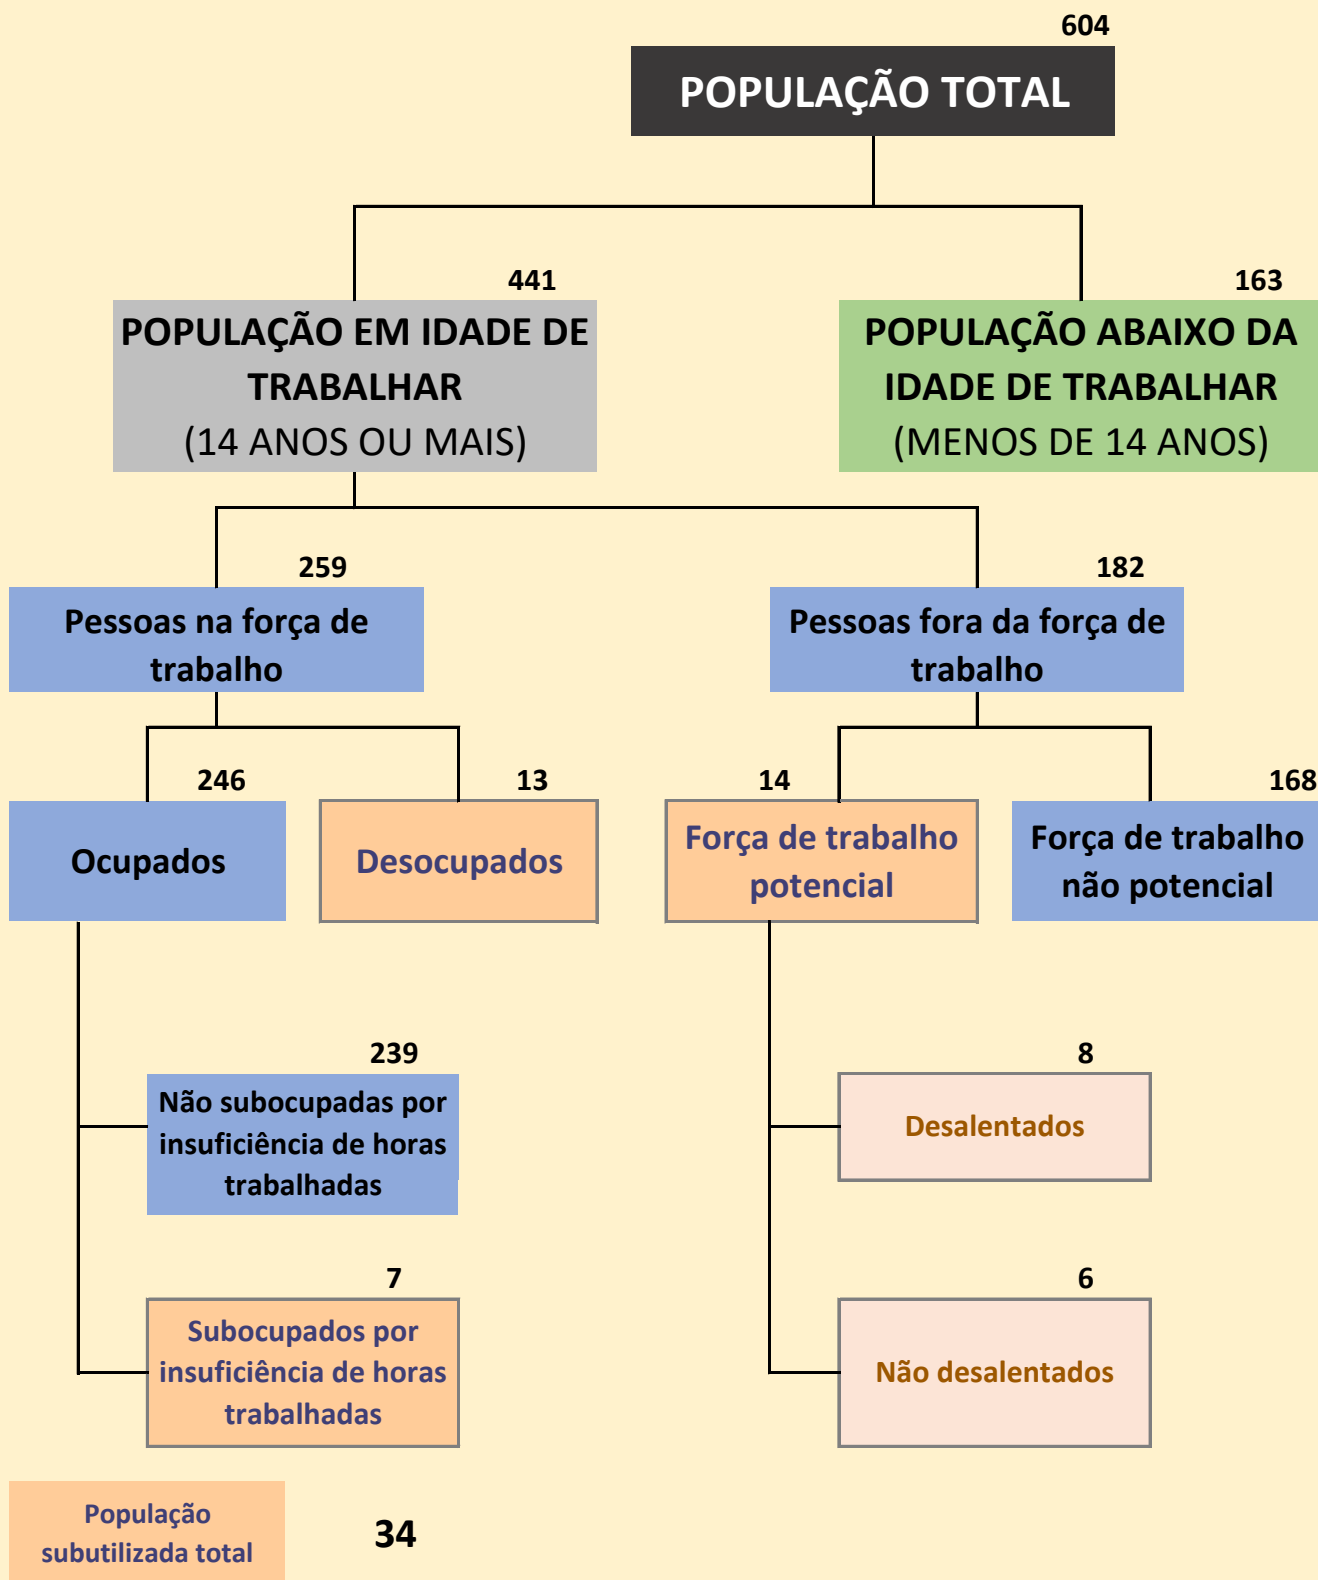 604
POPULAÇÃO TOTAL
441
POPULAÇÃO EM IDADE DE
TRABALHAR
(14 ANOS OU MAIS)
163
POPULAÇÃO ABAIXO DA
IDADE DE TRABALHAR
(MENOS DE 14 ANOS)
259
Pessoas na força de
trabalho
182
Pessoas fora da força de
trabalho
246
Ocupados
13
Desocupados
14
Força de trabalho
potencial
168
Força de trabalho
não potencial
239
Não subocupadas por
insuficiência de horas
trabalhadas
8
Desalentados
7
Subocupados por
insuficiência de horas
trabalhadas
6
Não desalentados
População
subutilizada total
34